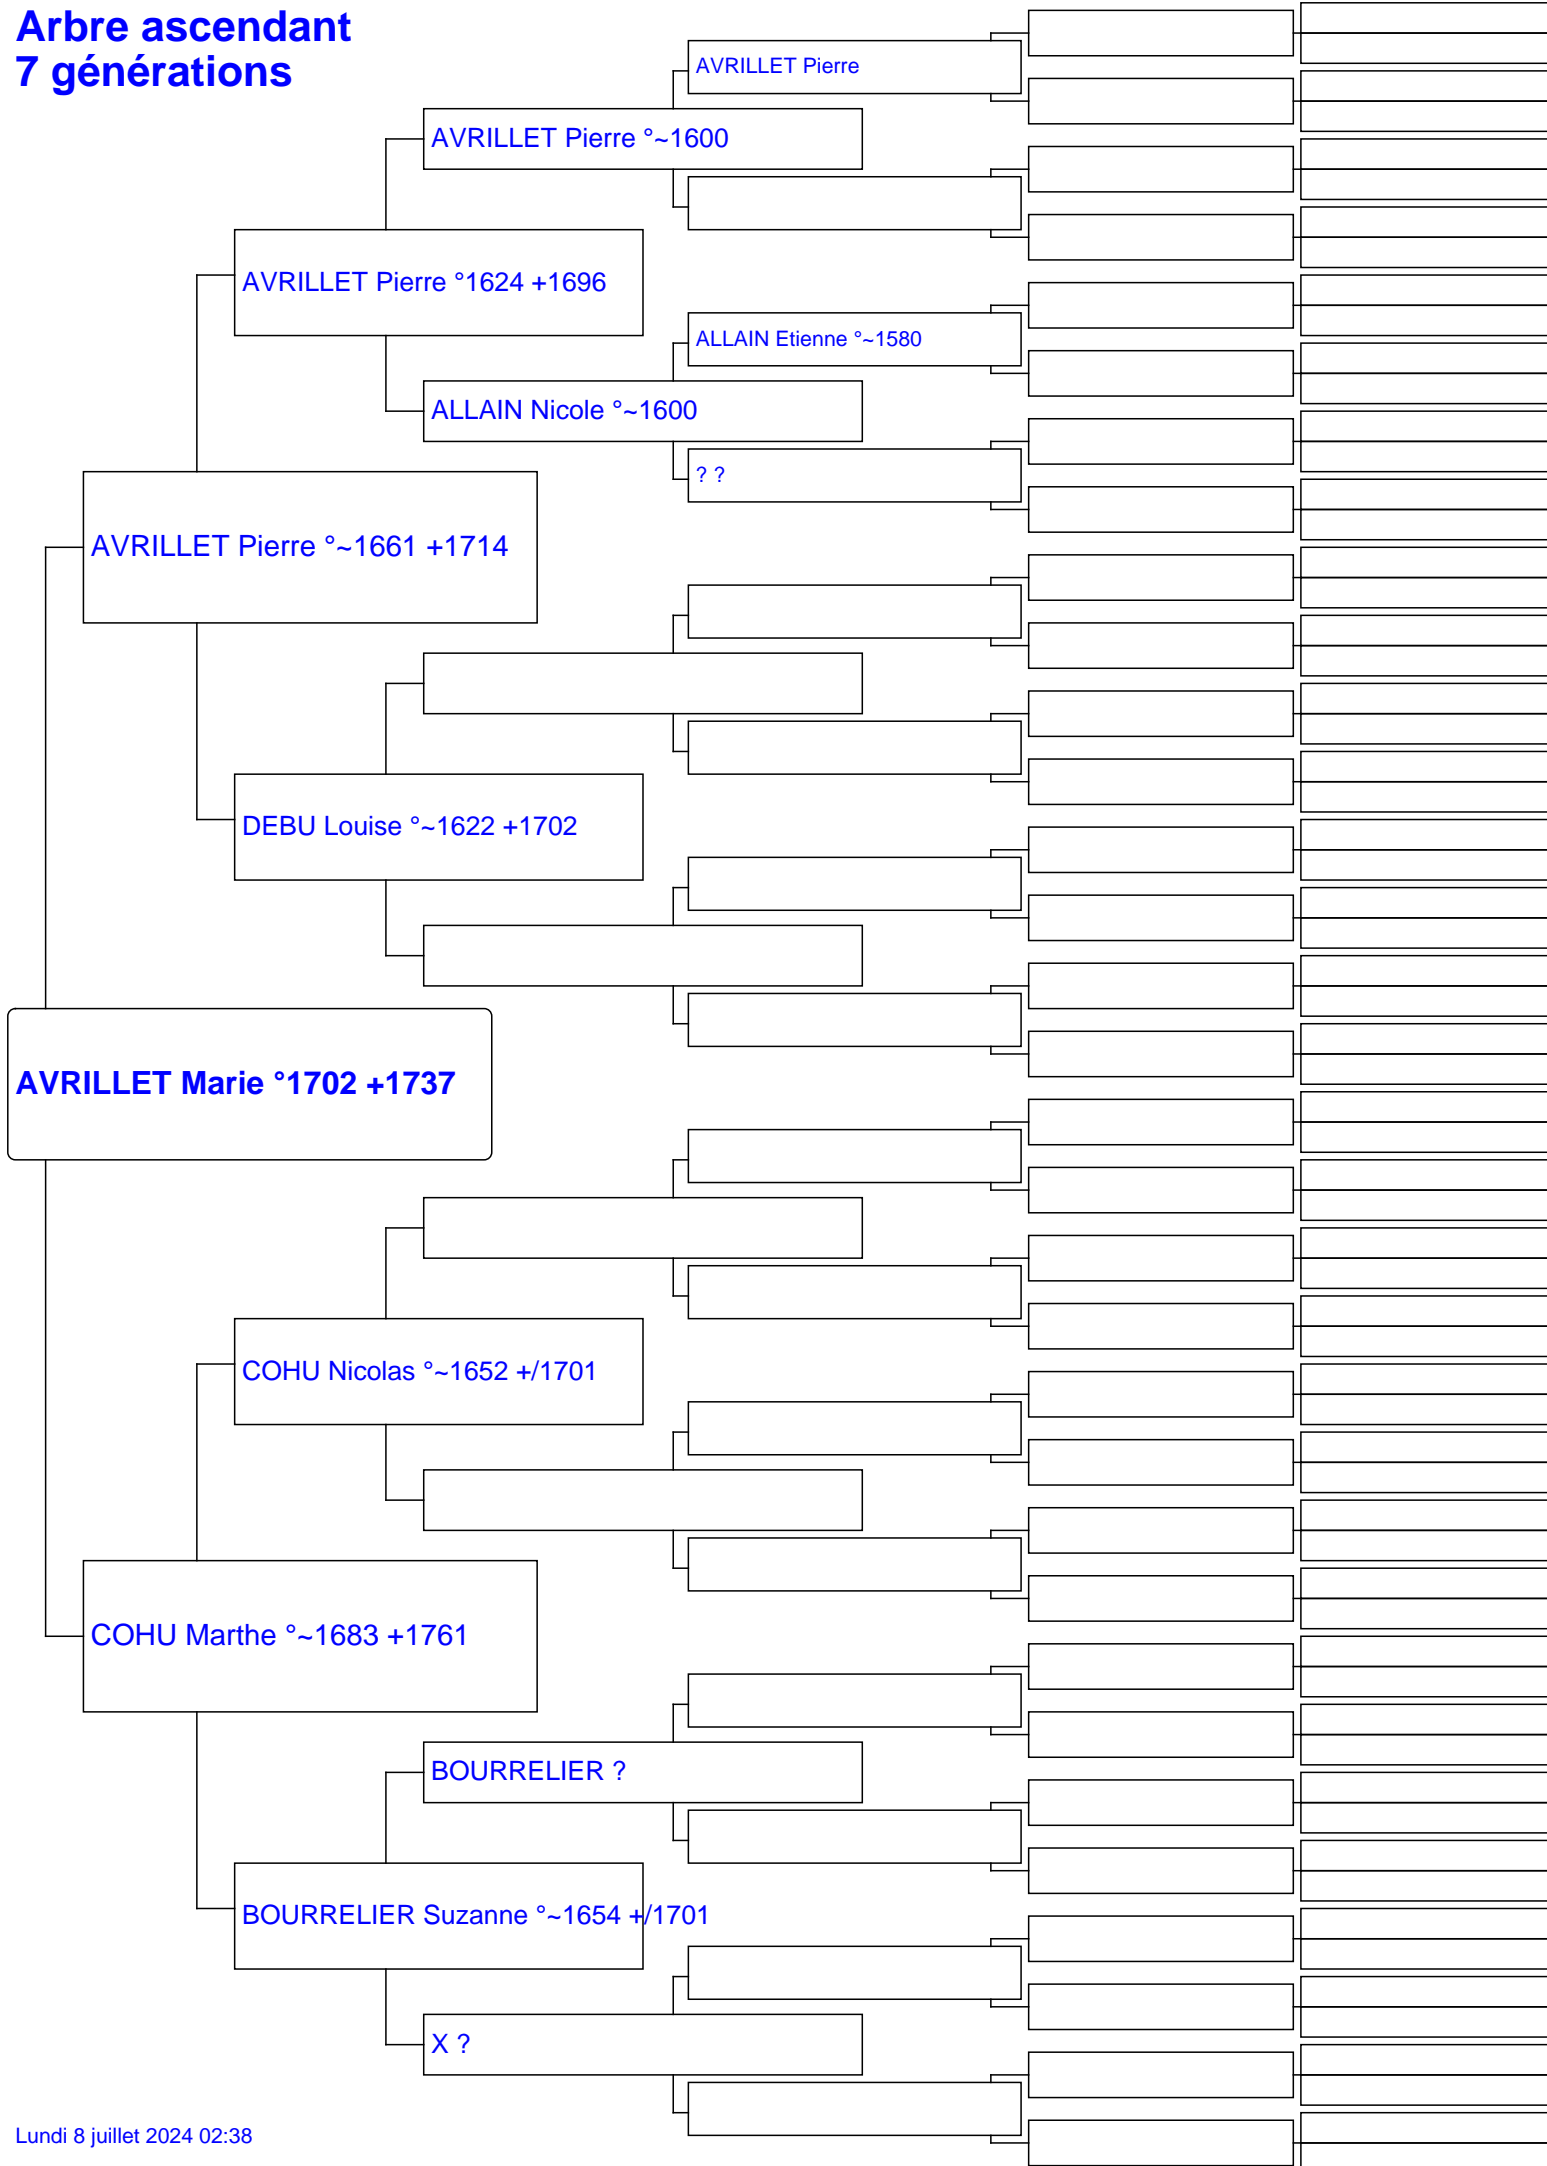 Arbre ascendant
7 générations
AVRILLET Pierre
AVRILLET Pierre °~1600
AVRILLET Pierre °1624 +1696
ALLAIN Etienne °~1580
ALLAIN Nicole °~1600
? ?
AVRILLET Pierre °~1661 +1714
DEBU Louise °~1622 +1702
AVRILLET Marie °1702 +1737
COHU Nicolas °~1652 +/1701
COHU Marthe °~1683 +1761
BOURRELIER ?
BOURRELIER Suzanne °~1654 +/1701
X ?
Lundi 8 juillet 2024 02:38